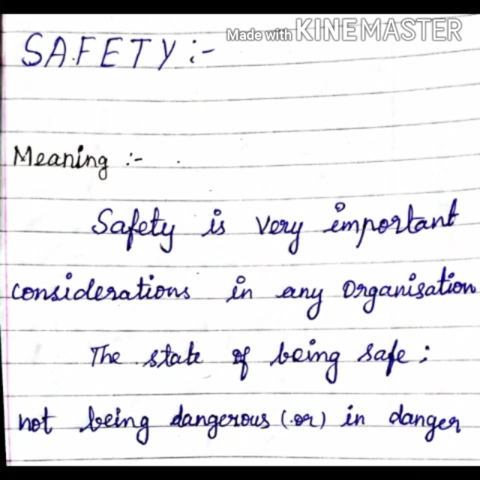 Made with KINEMASTER
SAFETY :-
Meaning :-
Safety is very important
considerations in any Organisation
The state of being safe ;
not being dangerous (or) in danger